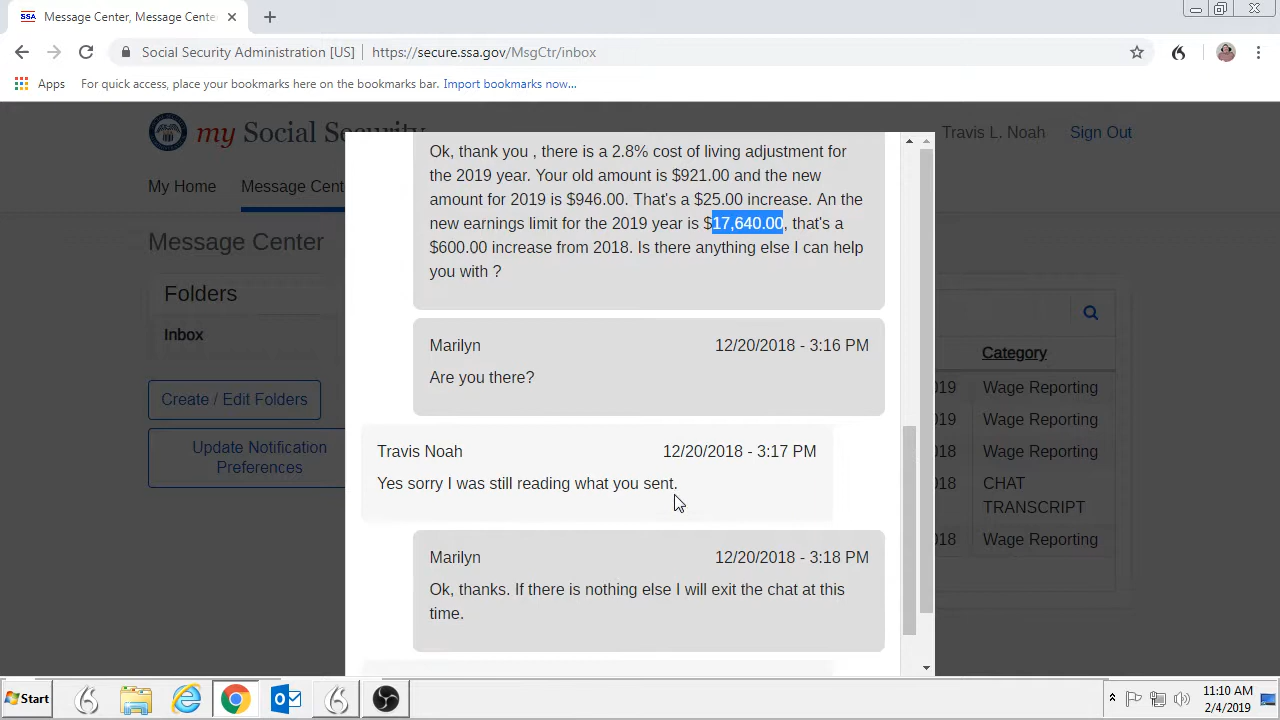 SSA
Message Center, Message Cente
Social Security Administration [US] | https://secure.ssa.gov/MsgCtr/inbox
Apps For quick access, place your bookmarks here on the bookmarks bar. Import bookmarks now...
my Social Security
Travis L. Noah Sign Out
My Home Message Cent
Message Center
Folders
Inbox
Create / Edit Folders
Update Notification
Preferences
Ok, thank you , there is a 2.8% cost of living adjustment for
the 2019 year. Your old amount is $921.00 and the new
amount for 2019 is $946.00. That's a $25.00 increase. An the
new earnings limit for the 2019 year is $17,640.00, that's a
$600.00 increase from 2018. Is there anything else I can help
you with ?
Marilyn 12/20/2018 - 3:16 PM
Are you there?
Travis Noah 12/20/2018 - 3:17 PM
Yes sorry I was still reading what you sent.
Marilyn 12/20/2018 - 3:18 PM
Ok, thanks. If there is nothing else I will exit the chat at this
time.
Category
019 Wage Reporting
019 Wage Reporting
018 Wage Reporting
018 CHAT
TRANSCRIPT
018 Wage Reporting
Start
11:10 AM
2/4/2019